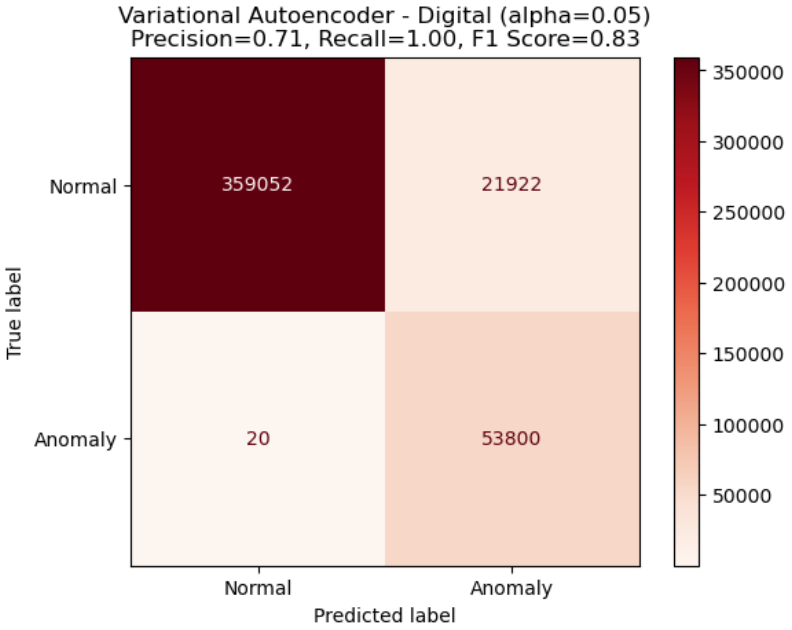 Variational Autoencoder - Digital (alpha=0.05)
Precision=0.71, Recall=1.00, F1 Score=0.83
350000
300000
250000
200000
150000
100000
50000
True label
Normal
359052
21922
Anomaly
20
53800
Normal
Anomaly
Predicted label